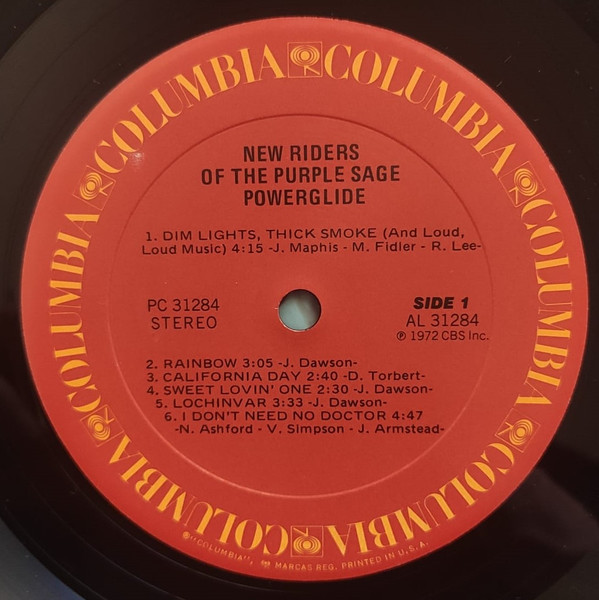 COLUMBIA COLUMBIA COLUMBIA COLUMBIA COLUMBIA COLUMBIA
NEW RIDERS
OF THE PURPLE SAGE
POWERGLIDE
1. DIM LIGHTS, THICK SMOKE (And Loud,
Loud Music) 4:15 -J. Maphis - M. Fidler - R. Lee-
PC 31284
STEREO
SIDE 1
AL 31284
℗ 1972 CBS Inc.
2. RAINBOW 3:05 -J. Dawson-
3. CALIFORNIA DAY 2:40 -D. Torbert-
4. SWEET LOVIN' ONE 2:30 -J. Dawson-
5. LOCHINVAR 3:33 -J. Dawson-
6. I DON'T NEED NO DOCTOR 4:47
-N. Ashford - V. Simpson - J. Armstead-
®"COLUMBIA", MARCAS REG. PRINTED IN U.S.A.